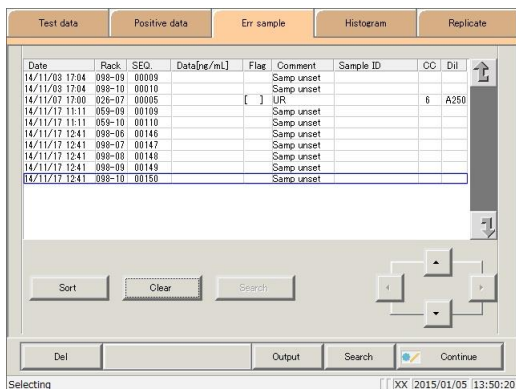 Test data Positive data Err sample Histogram Replicate
Date Rack SEQ. Data[ng/mL] Flag Comment Sample ID CC Dil
14/11/03 17:04 098-09 00009 Samp unset
14/11/03 17:04 098-10 00010 Samp unset
14/11/07 17:00 026-07 00005 [ ] UR 6 A250
14/11/17 11:11 059-09 00109 Samp unset
14/11/17 11:11 059-10 00110 Samp unset
14/11/17 12:41 098-06 00146 Samp unset
14/11/17 12:41 098-07 00147 Samp unset
14/11/17 12:41 098-08 00148 Samp unset
14/11/17 12:41 098-09 00149 Samp unset
14/11/17 12:41 098-10 00150 Samp unset
Sort Clear Search
Del Output Search Continue
Selecting XX 2015/01/05 13:50:20